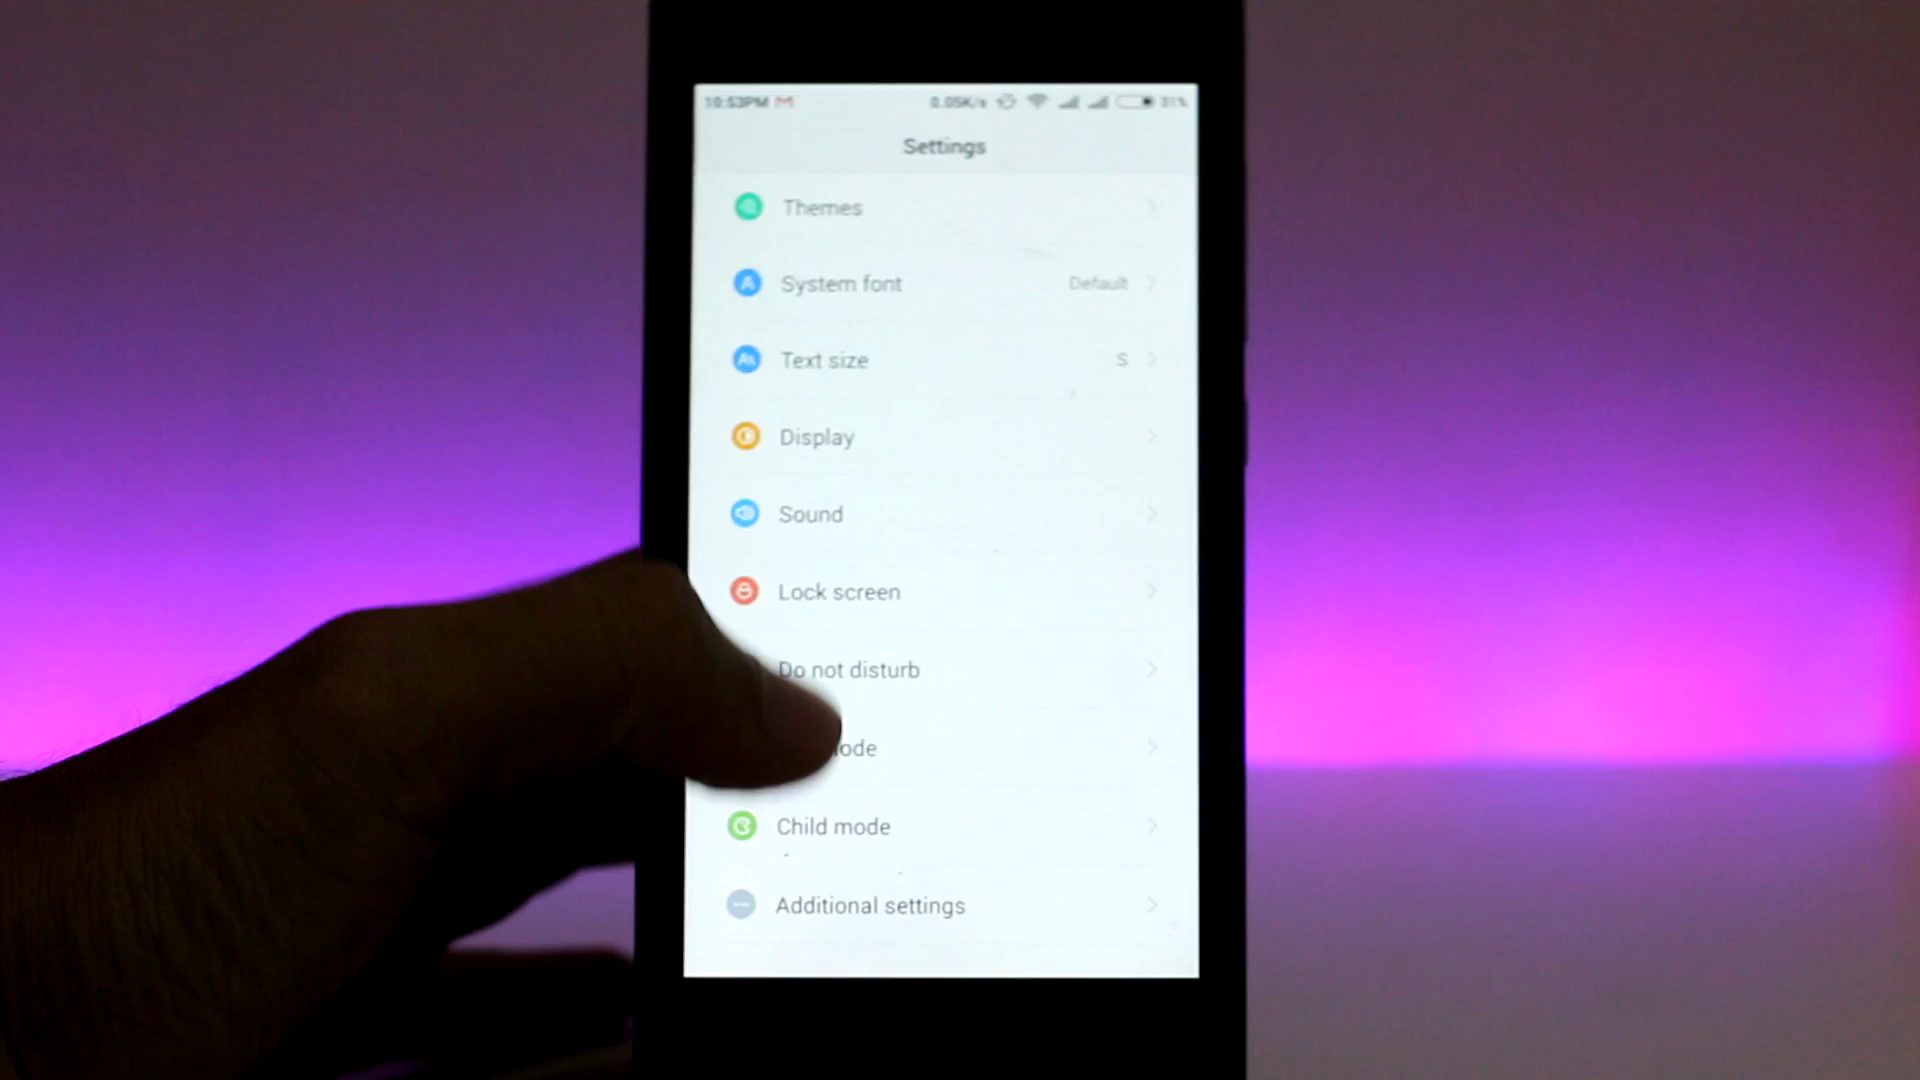 10:53PM 0.05K/s 31%
Settings
Themes
System font Default
Text size S
Display
Sound
Lock screen
Do not disturb
Child mode
Additional settings